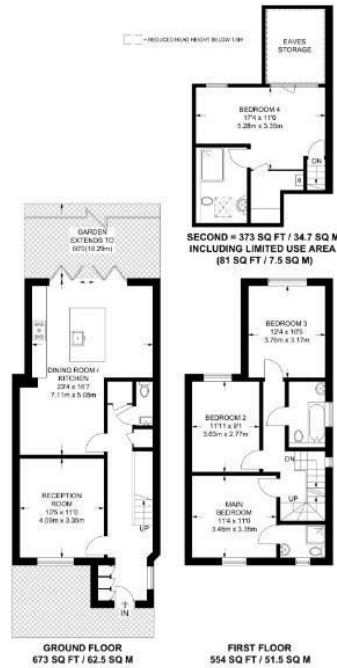 = REDUCED HEAD HEIGHT BELOW 1.5M
EAVES
STORAGE
BEDROOM 4
17'4 x 11'0
5.28m x 3.35m
DN
SECOND = 373 SQ FT / 34.7 SQ M
INCLUDING LIMITED USE AREA
(81 SQ FT / 7.5 SQ M)
GARDEN
EXTENDS TO
60'0(18.29m)
DINING ROOM /
KITCHEN
23'4 x 16'7
7.11m x 5.05m
RECEPTION
ROOM
13'5 x 11'0
4.09m x 3.35m
UP
IN
GROUND FLOOR
673 SQ FT / 62.5 SQ M
BEDROOM 3
12'4 x 10'5
3.76m x 3.17m
BEDROOM 2
11'11 x 9'1
3.63m x 2.77m
DN
MAIN
BEDROOM
11'4 x 11'0
3.45m x 3.35m
UP
FIRST FLOOR
554 SQ FT / 51.5 SQ M